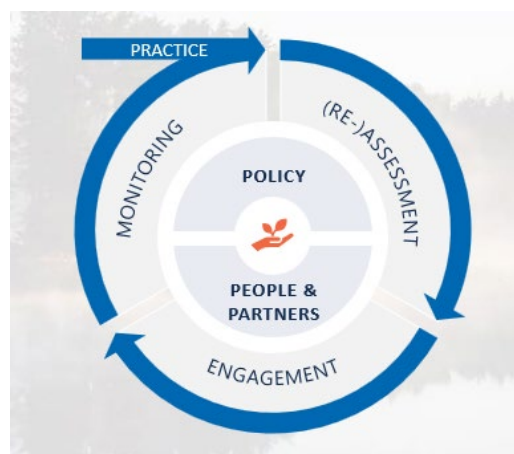 PRACTICE
(RE-)ASSESSMENT
MONITORING
POLICY
PEOPLE &
PARTNERS
ENGAGEMENT